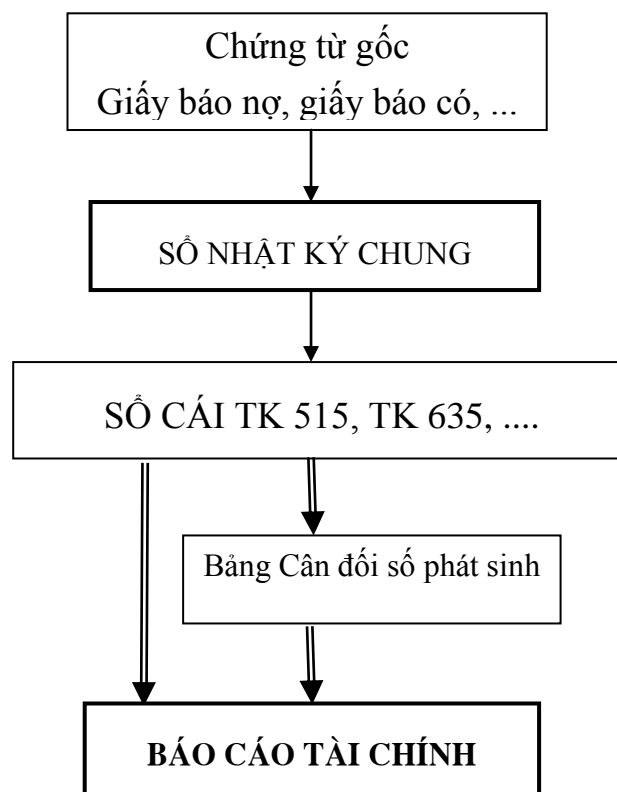 Chứng từ gốc
Giấy báo nợ, giấy báo có, ...
SỔ NHẬT KÝ CHUNG
SỔ CÁI TK 515, TK 635, ....
Bảng Cân đối số phát sinh
BÁO CÁO TÀI CHÍNH